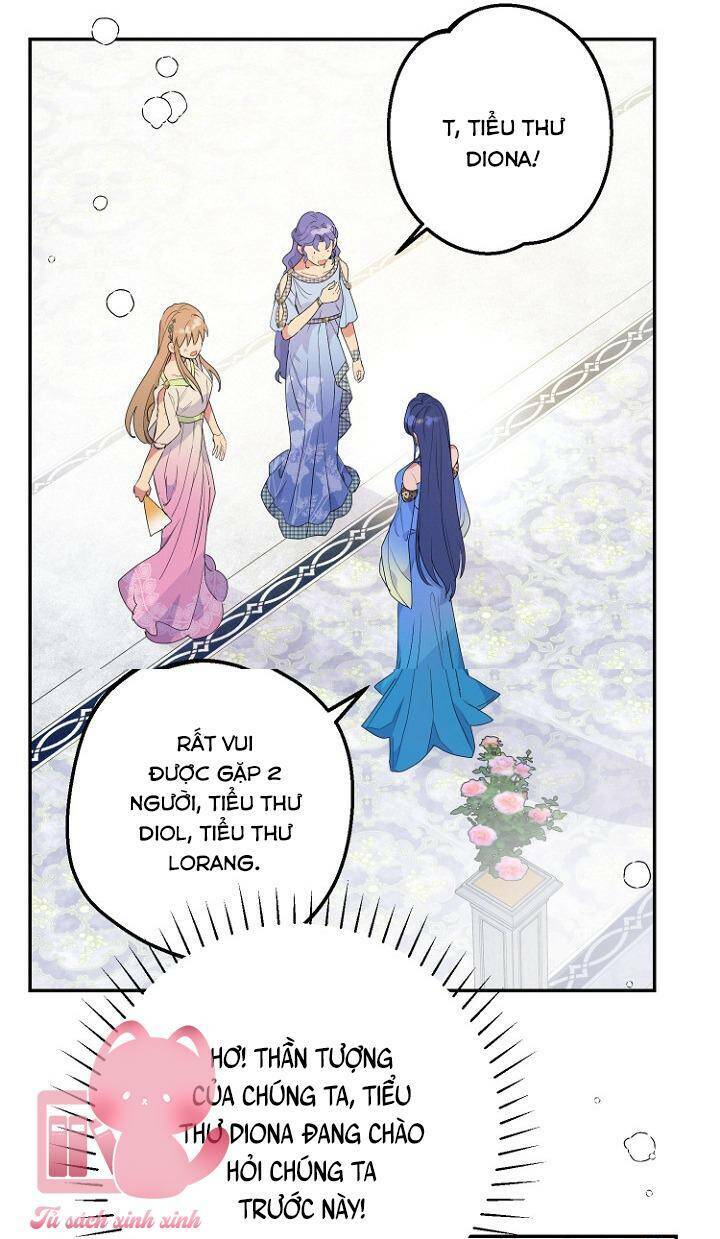 T, TIỂU THƯ
DIONA!
RẤT VUI
ĐƯỢC GẶP 2
NGƯỜI, TIỂU THƯ
DIOL, TIỂU THƯ
LORANG.
HƠ! THẦN TƯỢNG
CỦA CHÚNG TA, TIỂU
THƯ DIONA ĐANG CHÀO
HỎI CHÚNG TA
TRƯỚC NÀY!
Tủ sách xinh xinh